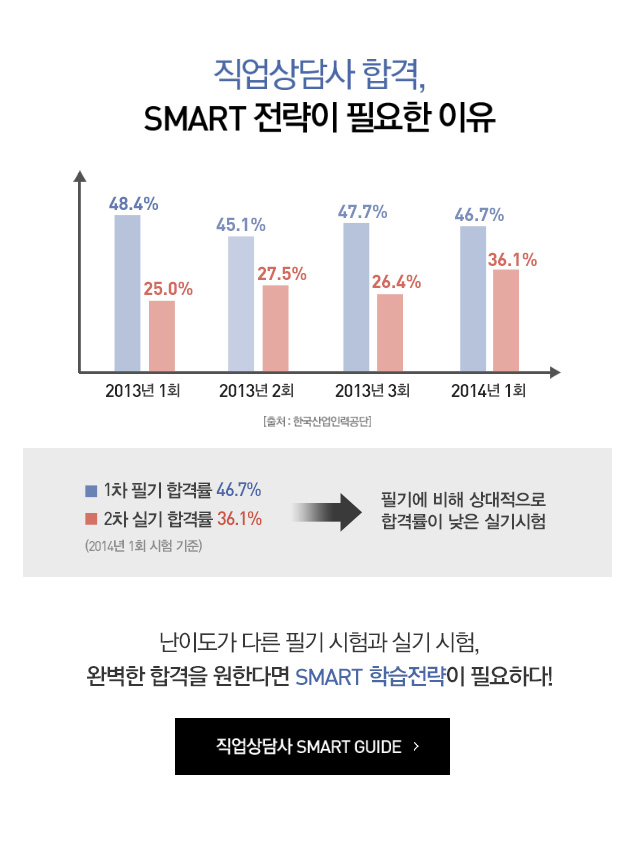 직업상담사 합격,
SMART 전략이 필요한 이유
48.4%
25.0%
45.1%
27.5%
47.7%
26.4%
46.7%
36.1%
2013년 1회
2013년 2회
2013년 3회
2014년 1회
[출처 : 한국산업인력공단]
1차 필기 합격률 46.7%
2차 실기 합격률 36.1%
(2014년 1회 시험 기준)
필기에 비해 상대적으로
합격률이 낮은 실기시험
난이도가 다른 필기 시험과 실기 시험,
완벽한 합격을 원한다면 SMART 학습전략이 필요하다!
직업상담사 SMART GUIDE >